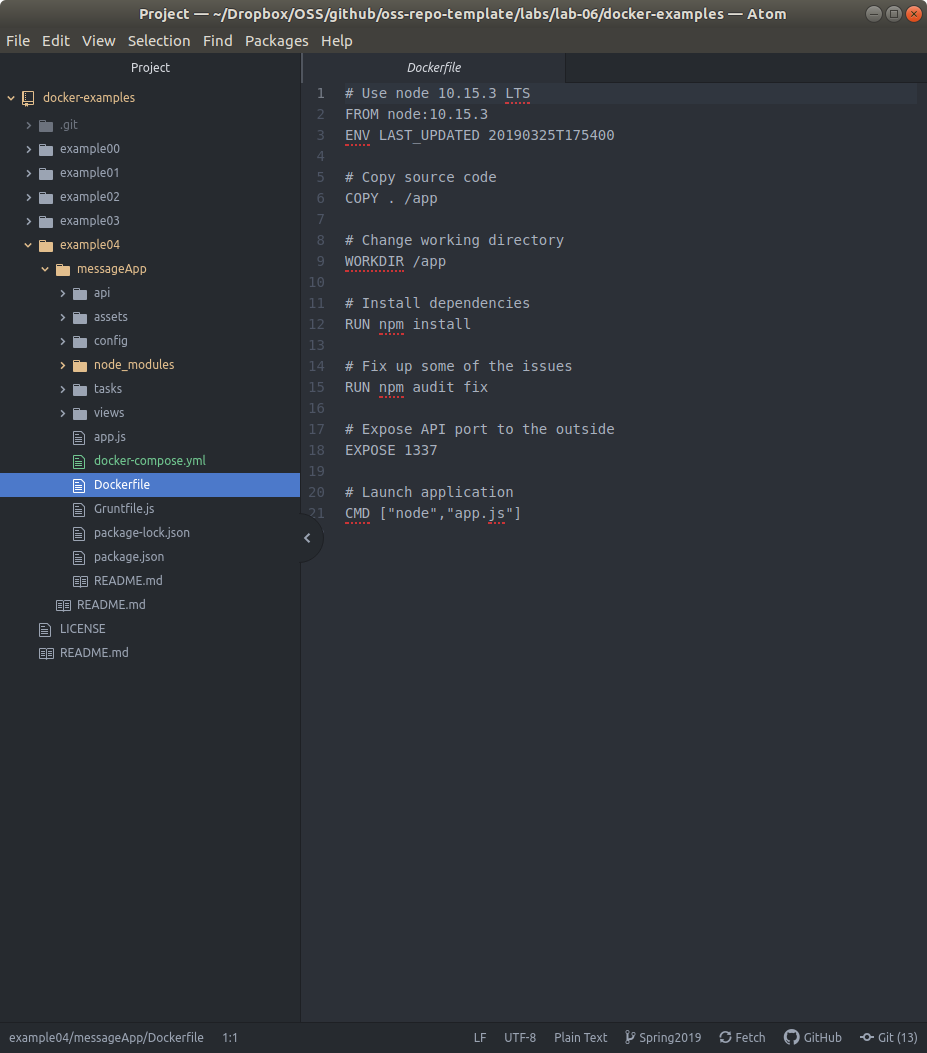 Project — ~/Dropbox/OSS/github/oss-repo-template/labs/lab-06/docker-examples — Atom
File Edit View Selection Find Packages Help
Project
docker-examples
.git
example00
example01
example02
example03
example04
messageApp
api
assets
config
node_modules
tasks
views
app.js
docker-compose.yml
Dockerfile
Gruntfile.js
package-lock.json
package.json
README.md
README.md
LICENSE
README.md
Dockerfile
1 # Use node 10.15.3 LTS
2 FROM node:10.15.3
3 ENV LAST_UPDATED 20190325T175400
4
5 # Copy source code
6 COPY . /app
7
8 # Change working directory
9 WORKDIR /app
10
11 # Install dependencies
12 RUN npm install
13
14 # Fix up some of the issues
15 RUN npm audit fix
16
17 # Expose API port to the outside
18 EXPOSE 1337
19
20 # Launch application
21 CMD ["node","app.js"]
example04/messageApp/Dockerfile 1:1 LF UTF-8 Plain Text Spring2019 Fetch GitHub Git (13)